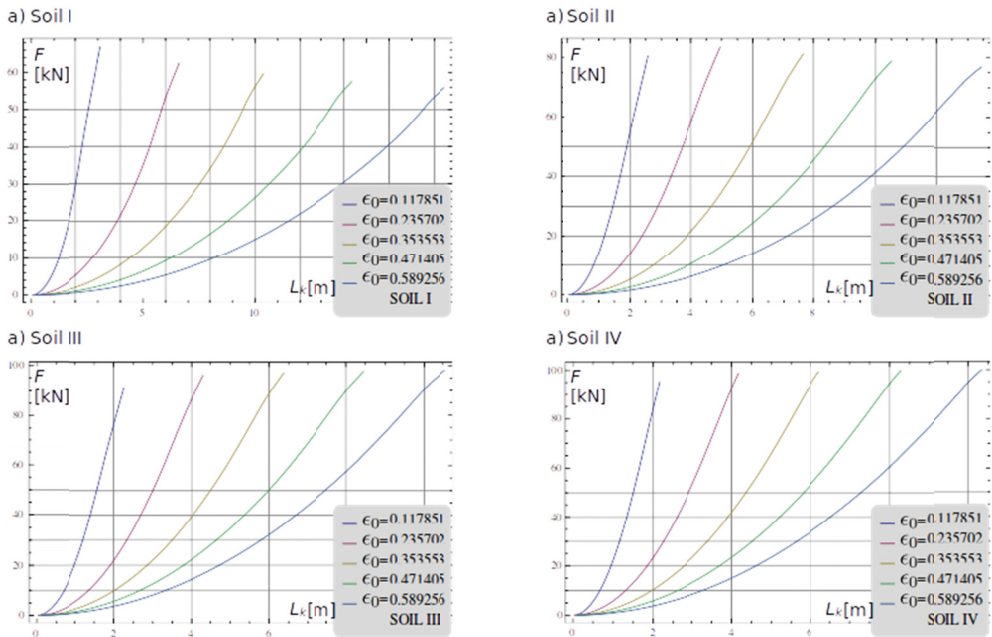 a) Soil I
F
[kN]
60
50
40
30
20
10
0
0
5
10
Lk[m]
ϵ0=0.117851
ϵ0=0.235702
ϵ0=0.353553
ϵ0=0.471405
ϵ0=0.589256
SOIL I
a) Soil II
F
[kN]
80
60
40
20
0
0
2
4
6
8
Lk[m]
ϵ0=0.117851
ϵ0=0.235702
ϵ0=0.353553
ϵ0=0.471405
ϵ0=0.589256
SOIL II
a) Soil III
F
[kN]
100
80
60
40
20
0
0
2
4
6
Lk[m]
ϵ0=0.117851
ϵ0=0.235702
ϵ0=0.353553
ϵ0=0.471405
ϵ0=0.589256
SOIL III
a) Soil IV
F
[kN]
100
80
60
40
20
0
0
2
4
6
Lk[m]
ϵ0=0.117851
ϵ0=0.235702
ϵ0=0.353553
ϵ0=0.471405
ϵ0=0.589256
SOIL IV